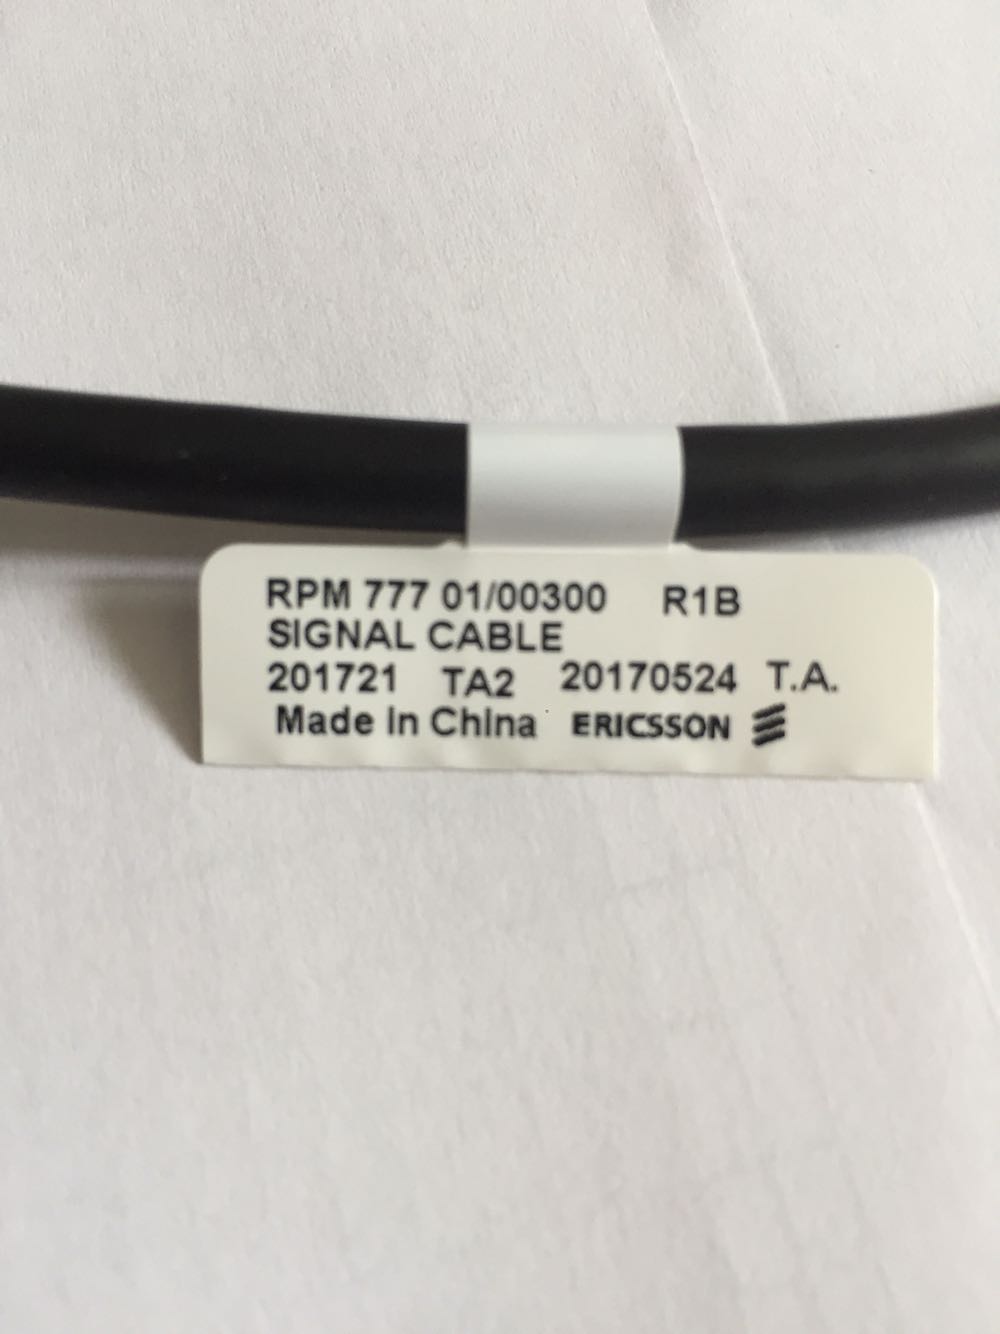 RPM 777 01/00300 R1B
SIGNAL CABLE
201721 TA2 20170524 T.A.
Made In China ERICSSON